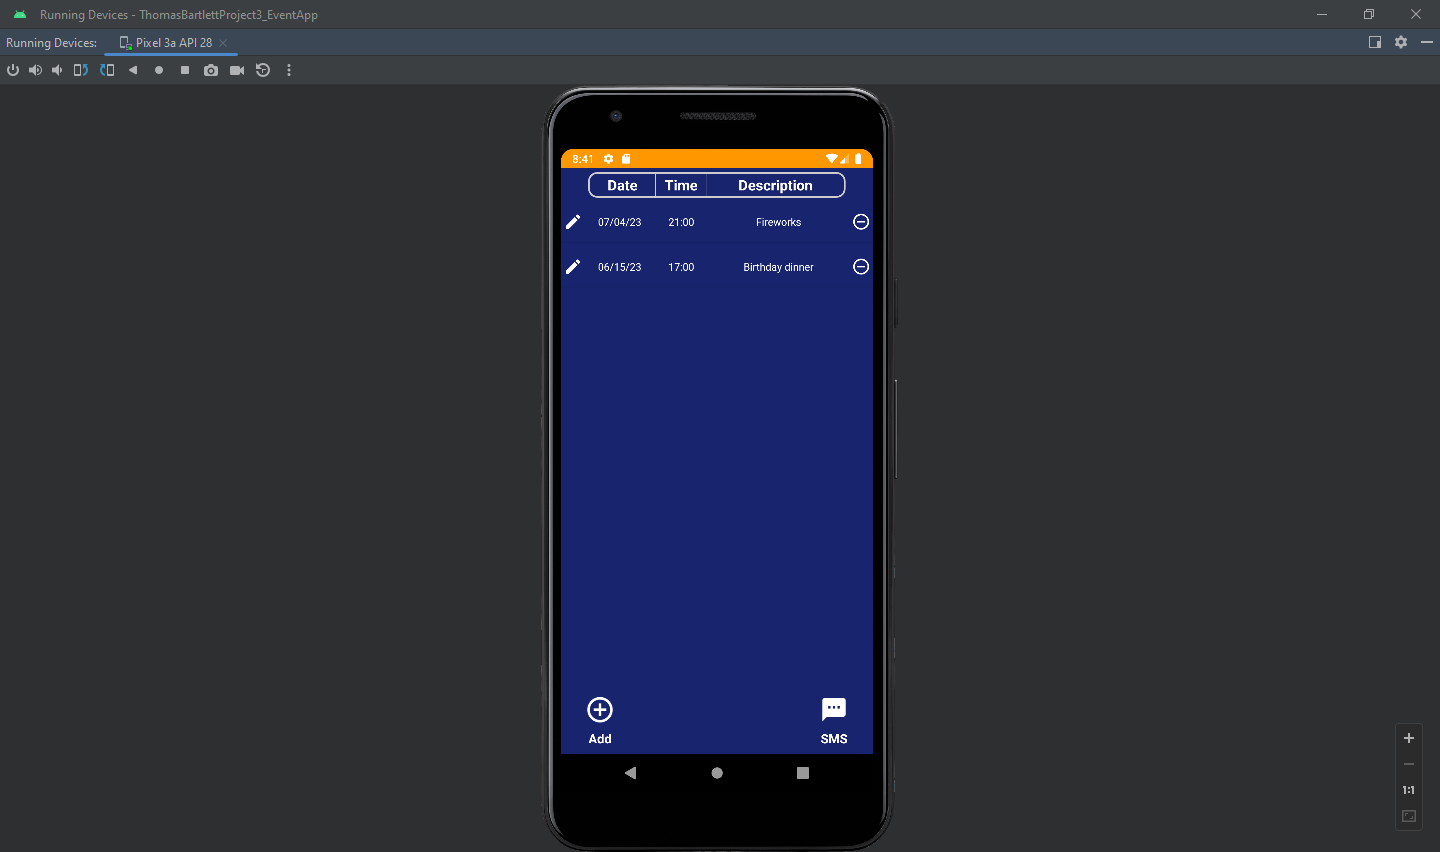 Running Devices - ThomasBartlettProject3_EventApp
Running Devices: Pixel 3a API 28
8:41
Date Time Description
07/04/23 21:00 Fireworks
06/15/23 17:00 Birthday dinner
Add SMS
1:1